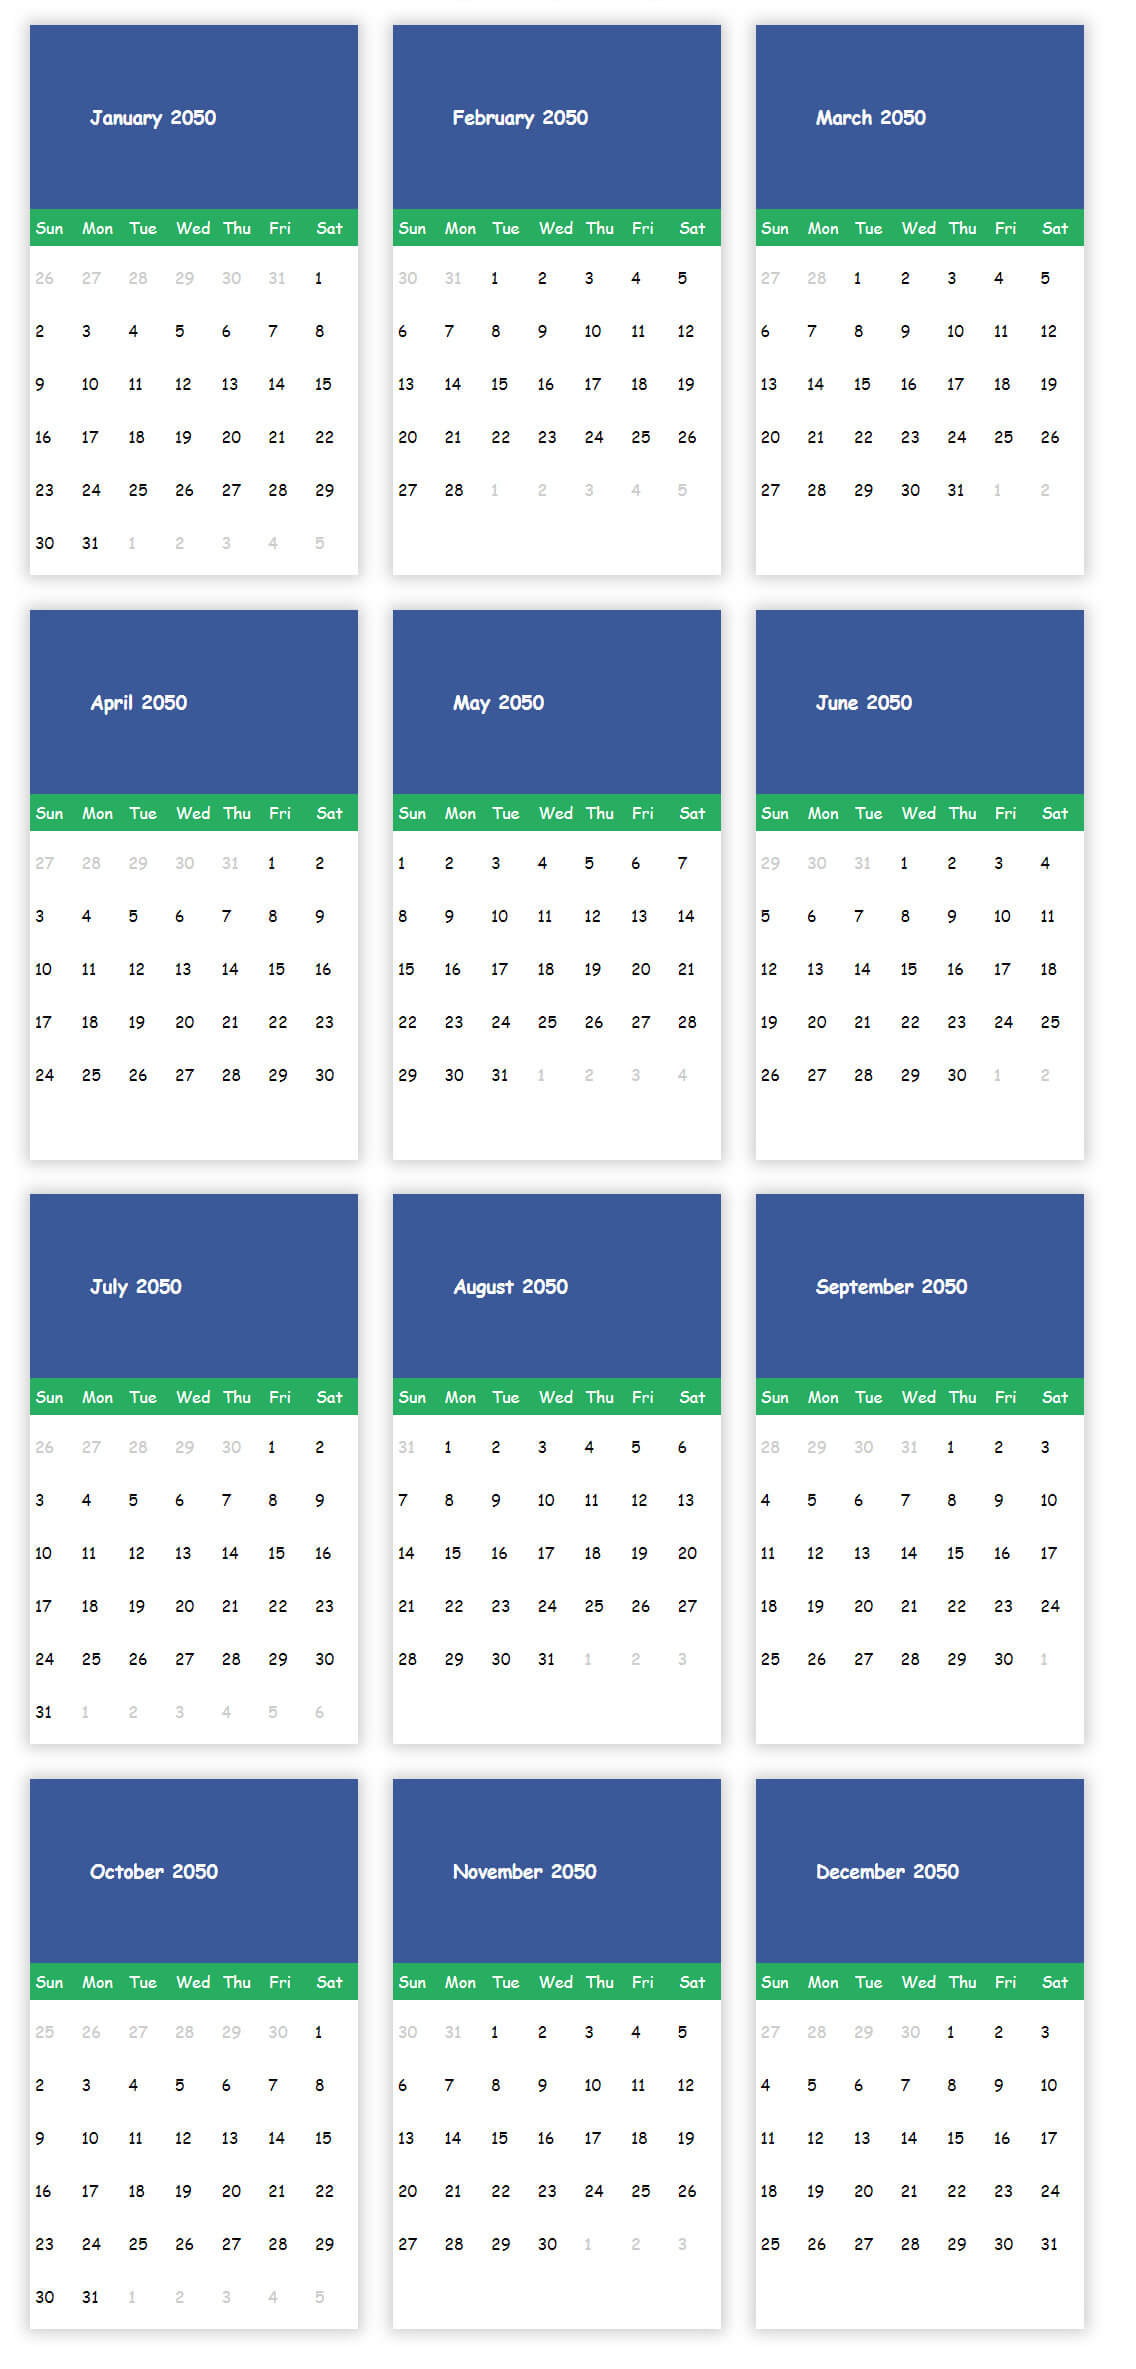 January 2050
Sun Mon Tue Wed Thu Fri Sat
26 27 28 29 30 31 1
2 3 4 5 6 7 8
9 10 11 12 13 14 15
16 17 18 19 20 21 22
23 24 25 26 27 28 29
30 31 1 2 3 4 5
February 2050
Sun Mon Tue Wed Thu Fri Sat
30 31 1 2 3 4 5
6 7 8 9 10 11 12
13 14 15 16 17 18 19
20 21 22 23 24 25 26
27 28 1 2 3 4 5
March 2050
Sun Mon Tue Wed Thu Fri Sat
27 28 1 2 3 4 5
6 7 8 9 10 11 12
13 14 15 16 17 18 19
20 21 22 23 24 25 26
27 28 29 30 31 1 2
April 2050
Sun Mon Tue Wed Thu Fri Sat
27 28 29 30 31 1 2
3 4 5 6 7 8 9
10 11 12 13 14 15 16
17 18 19 20 21 22 23
24 25 26 27 28 29 30
May 2050
Sun Mon Tue Wed Thu Fri Sat
1 2 3 4 5 6 7
8 9 10 11 12 13 14
15 16 17 18 19 20 21
22 23 24 25 26 27 28
29 30 31 1 2 3 4
June 2050
Sun Mon Tue Wed Thu Fri Sat
29 30 31 1 2 3 4
5 6 7 8 9 10 11
12 13 14 15 16 17 18
19 20 21 22 23 24 25
26 27 28 29 30 1 2
July 2050
Sun Mon Tue Wed Thu Fri Sat
26 27 28 29 30 1 2
3 4 5 6 7 8 9
10 11 12 13 14 15 16
17 18 19 20 21 22 23
24 25 26 27 28 29 30
31 1 2 3 4 5 6
August 2050
Sun Mon Tue Wed Thu Fri Sat
31 1 2 3 4 5 6
7 8 9 10 11 12 13
14 15 16 17 18 19 20
21 22 23 24 25 26 27
28 29 30 31 1 2 3
September 2050
Sun Mon Tue Wed Thu Fri Sat
28 29 30 31 1 2 3
4 5 6 7 8 9 10
11 12 13 14 15 16 17
18 19 20 21 22 23 24
25 26 27 28 29 30 1
October 2050
Sun Mon Tue Wed Thu Fri Sat
25 26 27 28 29 30 1
2 3 4 5 6 7 8
9 10 11 12 13 14 15
16 17 18 19 20 21 22
23 24 25 26 27 28 29
30 31 1 2 3 4 5
November 2050
Sun Mon Tue Wed Thu Fri Sat
30 31 1 2 3 4 5
6 7 8 9 10 11 12
13 14 15 16 17 18 19
20 21 22 23 24 25 26
27 28 29 30 1 2 3
December 2050
Sun Mon Tue Wed Thu Fri Sat
27 28 29 30 1 2 3
4 5 6 7 8 9 10
11 12 13 14 15 16 17
18 19 20 21 22 23 24
25 26 27 28 29 30 31